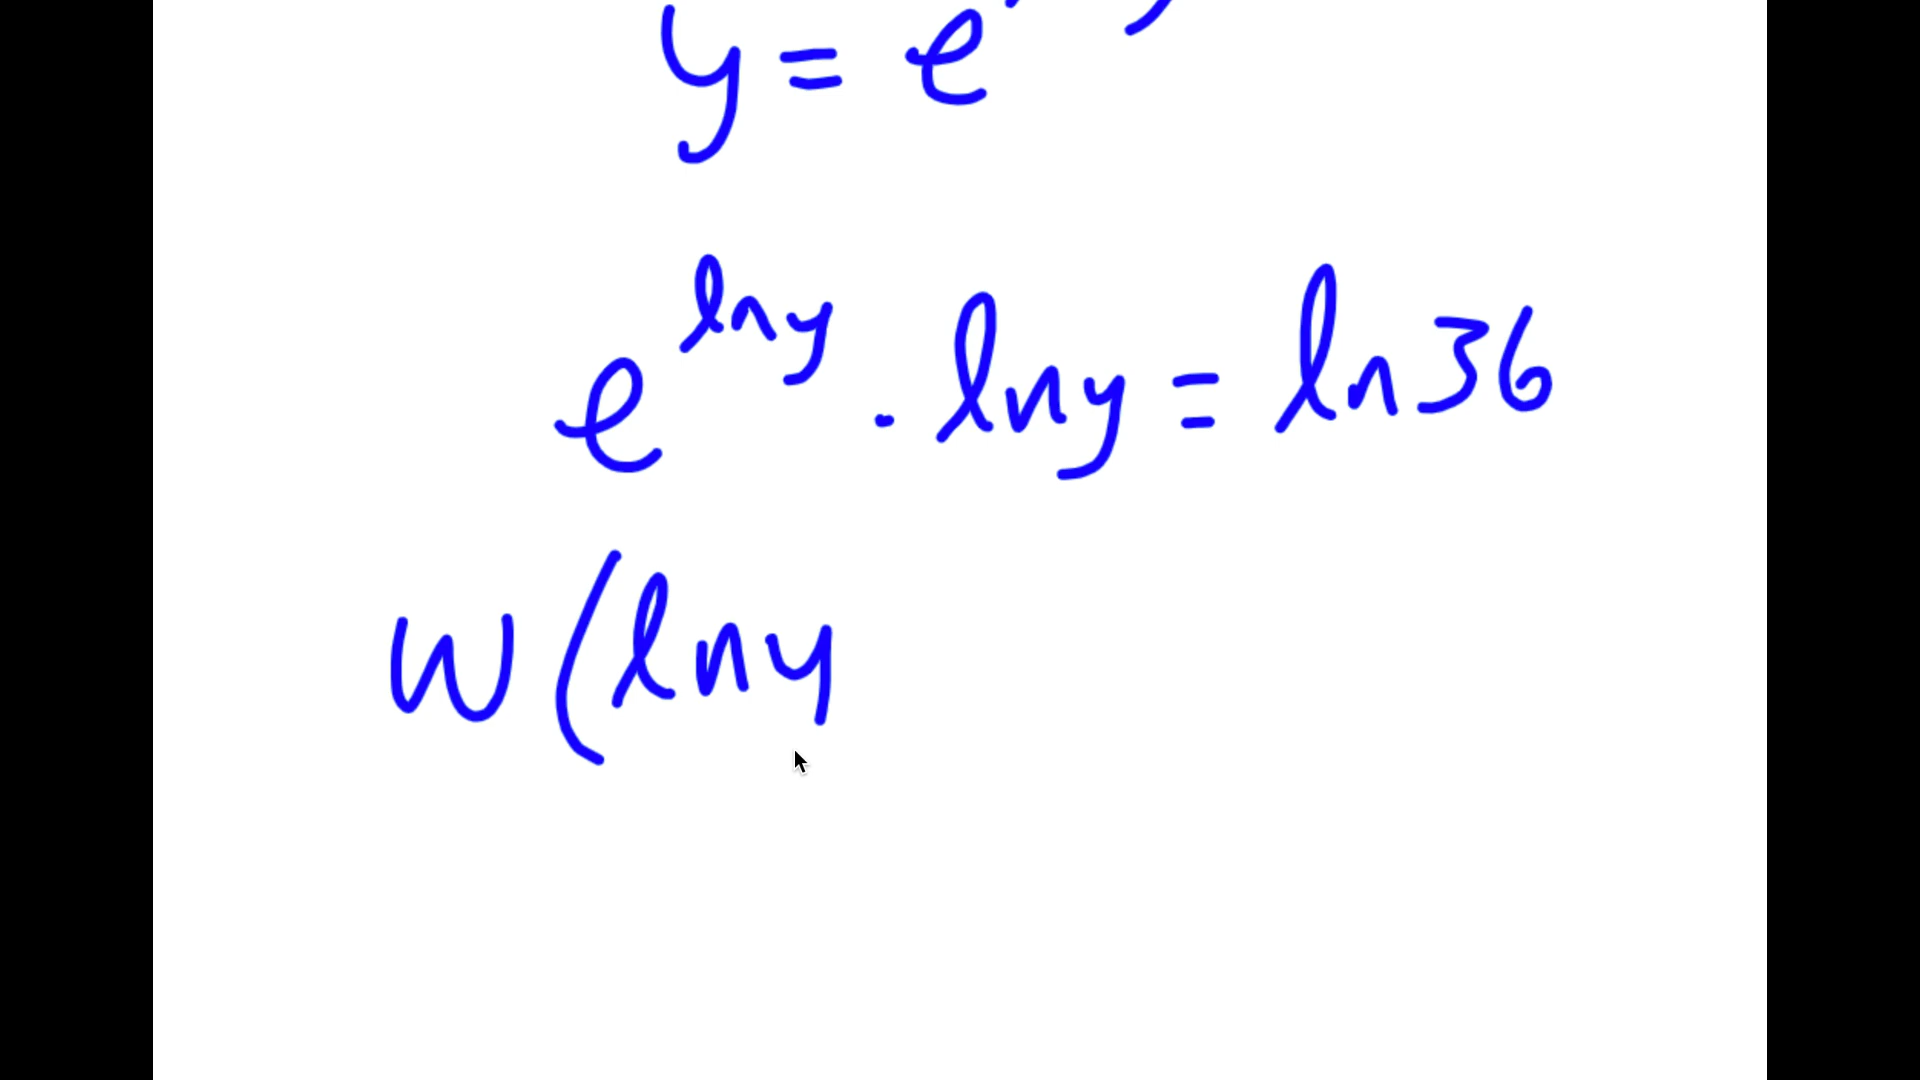 y = e
e^{ln y} · ln y = ln 36
W (ln y